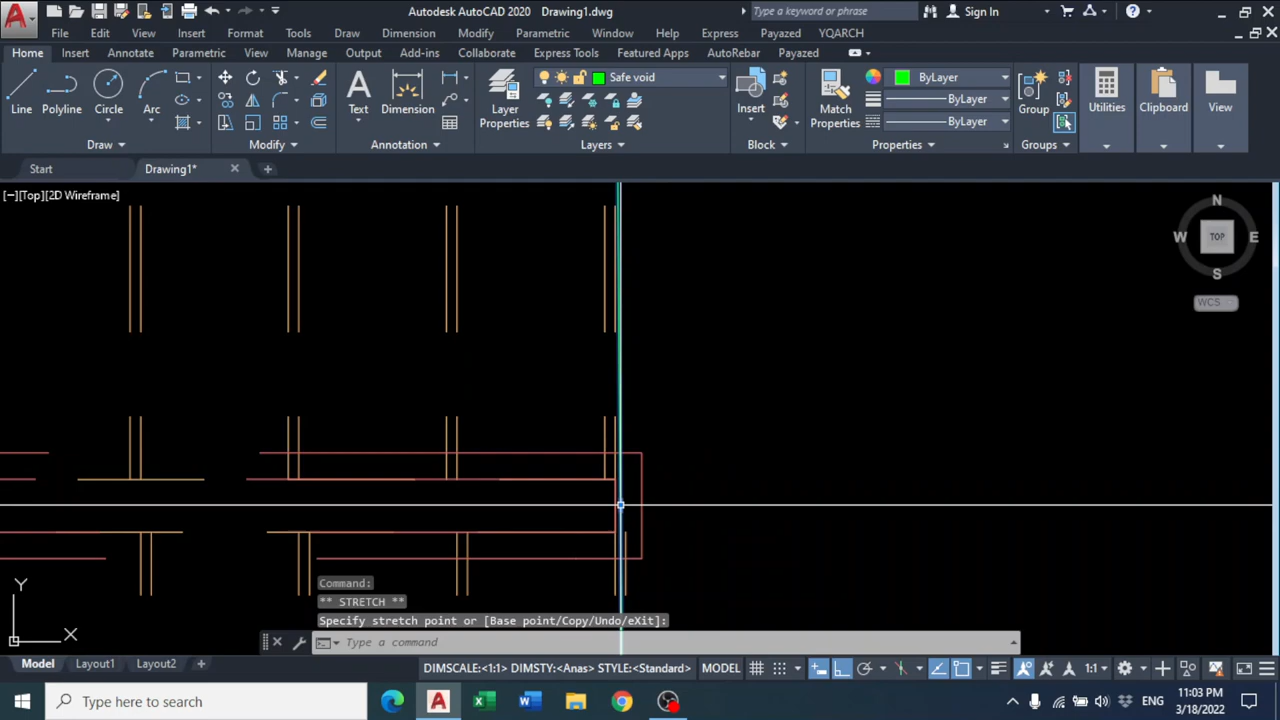 Autodesk AutoCAD 2020 Drawing1.dwg
Type a keyword or phrase
Sign In
File Edit View Insert Format Tools Draw Dimension Modify Parametric Window Help Express Payazed YQARCH
Home Insert Annotate Parametric View Manage Output Add-ins Collaborate Express Tools Featured Apps AutoRebar Payazed
Safe void
ByLayer
ByLayer
ByLayer
Line Polyline Circle Arc Text Dimension Layer Properties Insert Match Properties Group Utilities Clipboard View
Draw Modify Annotation Layers Block Properties Groups
Start Drawing1*
[−][Top][2D Wireframe]
N
W TOP E
S
WCS
Command:
** STRETCH **
Specify stretch point or [Base point/Copy/Undo/eXit]:
Y
X
Type a command
Model Layout1 Layout2
DIMSCALE:<1:1> DIMSTY:<Anas> STYLE:<Standard> MODEL 1:1
Type here to search
ENG
11:03 PM
3/18/2022